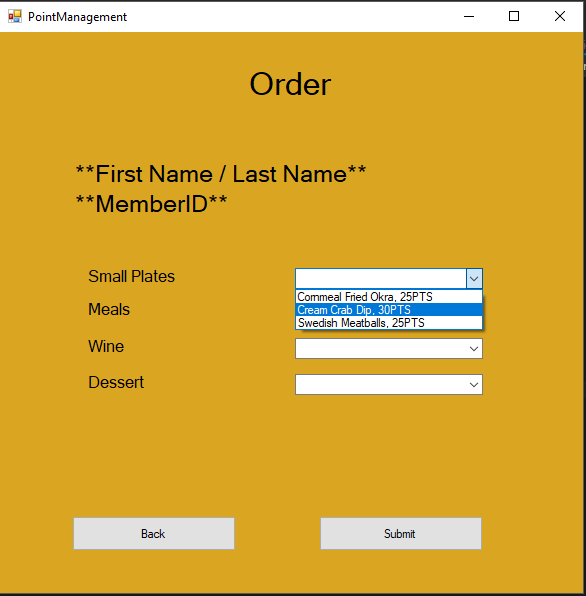 PointManagement
Order
**First Name / Last Name**
**MemberID**
Small Plates
Cornmeal Fried Okra, 25PTS
Cream Crab Dip, 30PTS
Swedish Meatballs, 25PTS
Meals
Wine
Dessert
Back
Submit